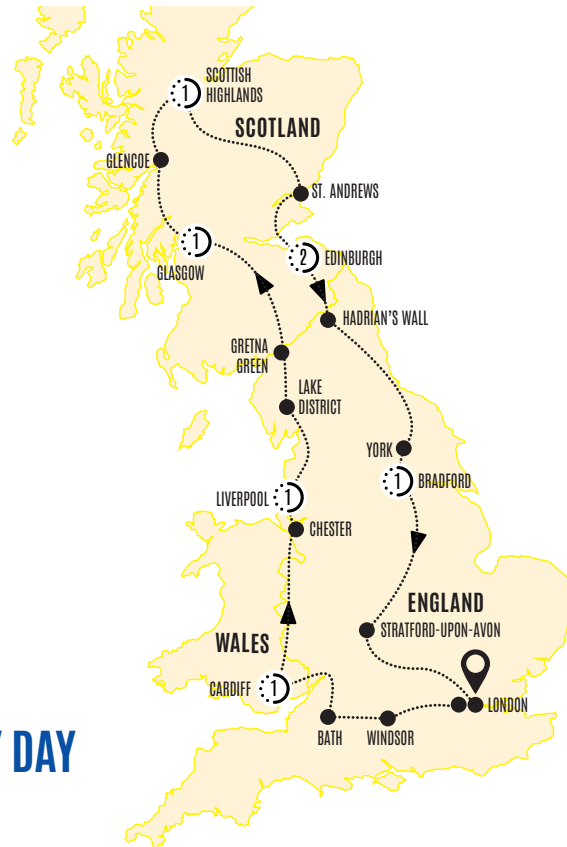 SCOTTISH
HIGHLANDS
1
SCOTLAND
GLENCOE
ST. ANDREWS
1
GLASGOW
2
EDINBURGH
HADRIAN'S WALL
GRETNA
GREEN
LAKE
DISTRICT
YORK
1
BRADFORD
LIVERPOOL
1
CHESTER
ENGLAND
STRATFORD-UPON-AVON
WALES
CARDIFF
1
LONDON
BATH
WINDSOR
DAY